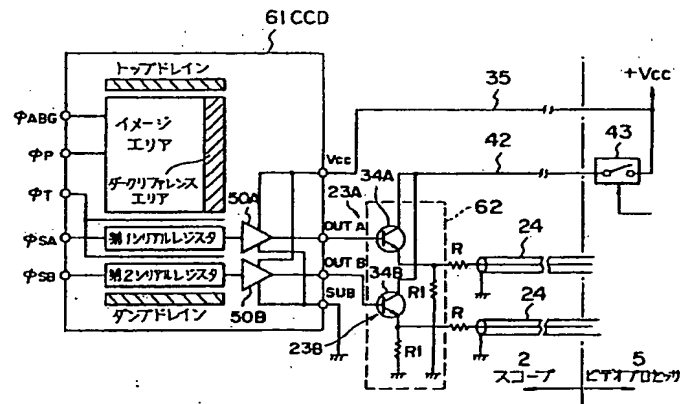 61 CCD
トップドレイン
φABG
イメージ
エリア
φP
ダークリファレンス
エリア
φT
φSA
第1シリアルレジスタ
φSB
第2シリアルレジスタ
ダンプドレイン
50A
50B
Vcc
OUT A
OUT B
SUB
23A
34A
34B
23B
62
R1
R1
R
R
24
24
35
42
43
+Vcc
2
スコープ
5
ビデオプロセッサ